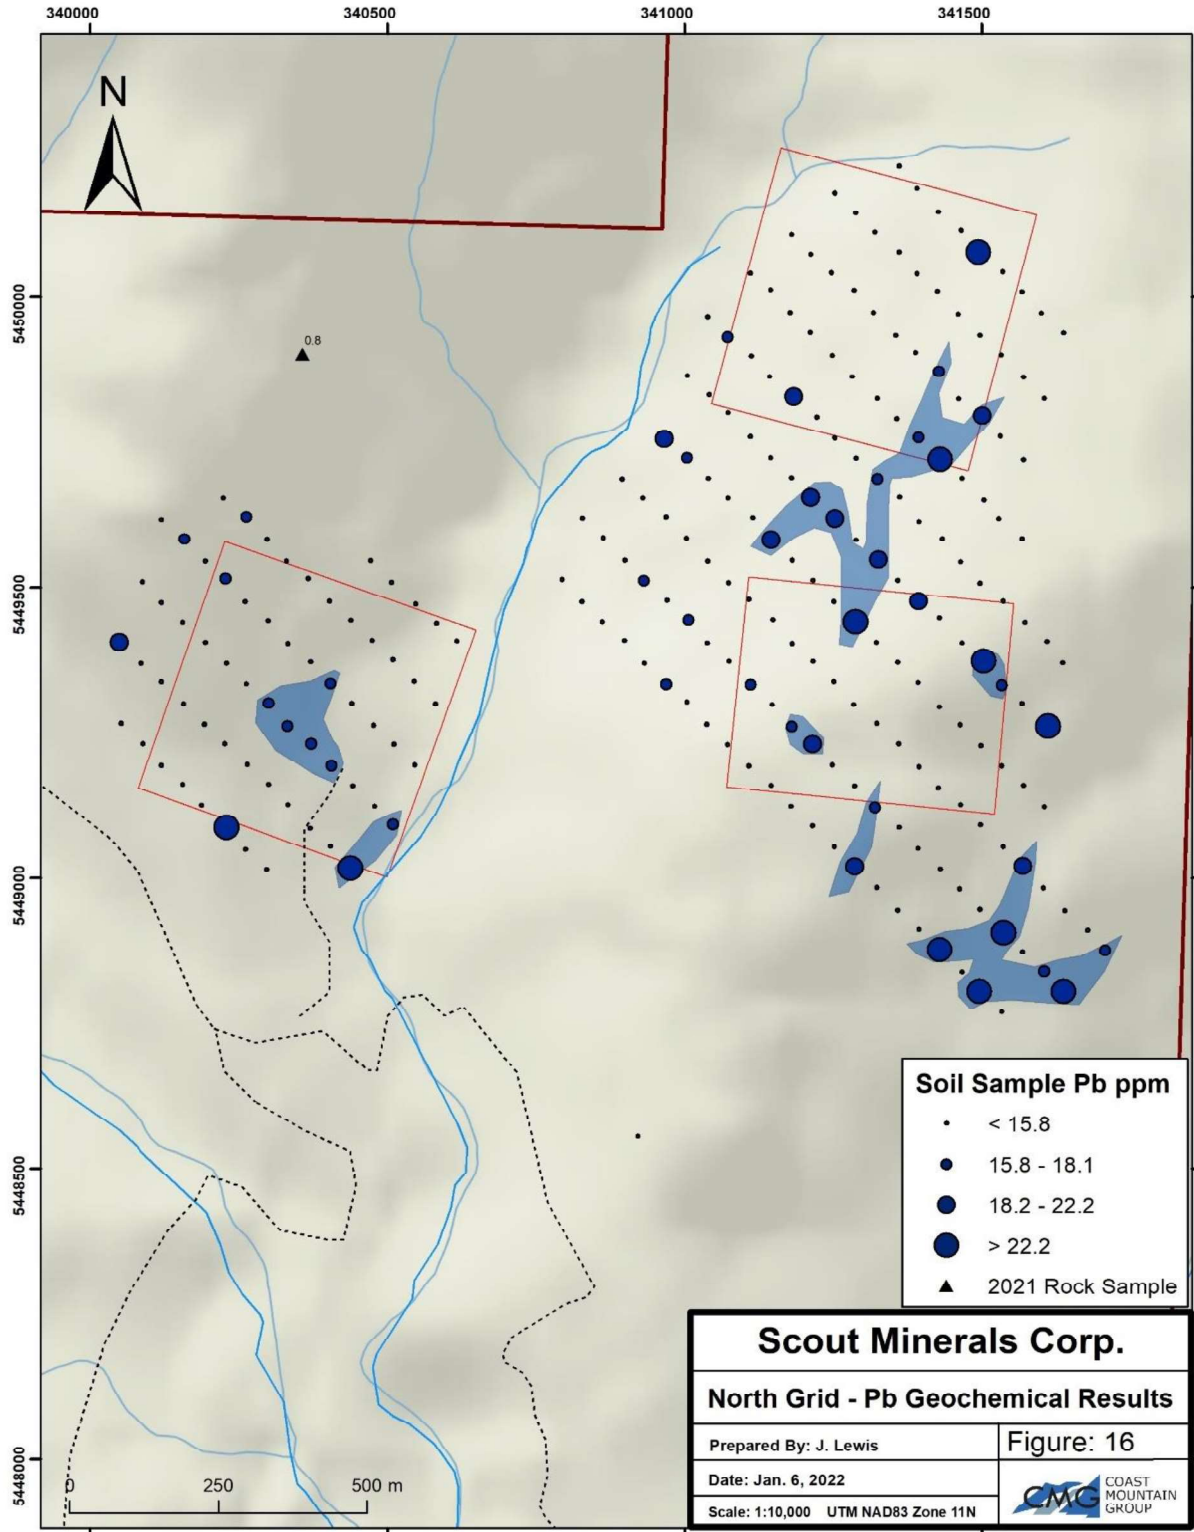 340000 340500 341000 341500
N
5450000
0.8
5449500
5449000
5448500
5448000
Soil Sample Pb ppm
< 15.8
15.8 - 18.1
18.2 - 22.2
> 22.2
2021 Rock Sample
0 250 500 m
Scout Minerals Corp.
North Grid - Pb Geochemical Results
Prepared By: J. Lewis
Figure: 16
Date: Jan. 6, 2022
Scale: 1:10,000 UTM NAD83 Zone 11N
CMG
COAST
MOUNTAIN
GROUP